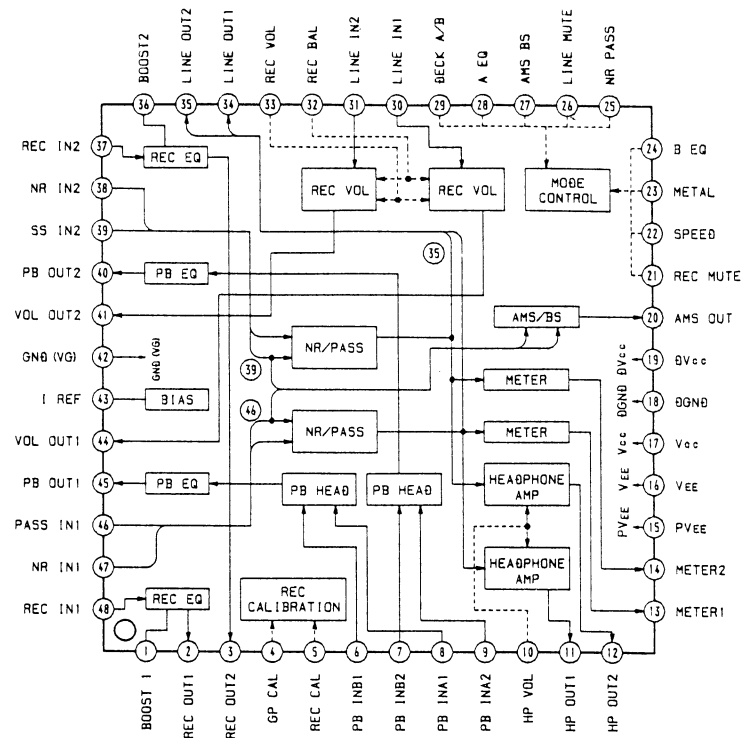 BOOST2
LINE OUT2
LINE OUT1
REC VOL
REC BAL
LINE IN2
LINE IN1
DECK A/B
A EQ
AMS BS
LINE MUTE
NR PASS
36
35
34
33
32
31
30
29
28
27
26
25
REC IN2
37
REC EQ
24
B EQ
NR IN2
38
REC VOL
REC VOL
MODE
CONTROL
23
METAL
SS IN2
39
22
SPEED
35
PB OUT2
40
PB EQ
21
REC MUTE
VOL OUT2
41
AMS/BS
20
AMS OUT
GND (VG)
42
GND (VG)
NR/PASS
19
DVcc
DVcc
39
I REF
43
BIAS
METER
18
DGND
DGND
46
VOL OUT1
44
NR/PASS
METER
17
Vcc
Vcc
PB OUT1
45
PB EQ
PB HEAD
PB HEAD
HEADPHONE
AMP
16
VEE
VEE
PASS IN1
46
15
PVEE
PVEE
NR IN1
47
HEADPHONE
AMP
14
METER2
REC IN1
48
REC EQ
REC
CALIBRATION
13
METER1
1
2
3
4
5
6
7
8
9
10
11
12
BOOST 1
REC OUT1
REC OUT2
GP CAL
REC CAL
PB INB1
PB INB2
PB INA1
PB INA2
HP VOL
HP OUT1
HP OUT2